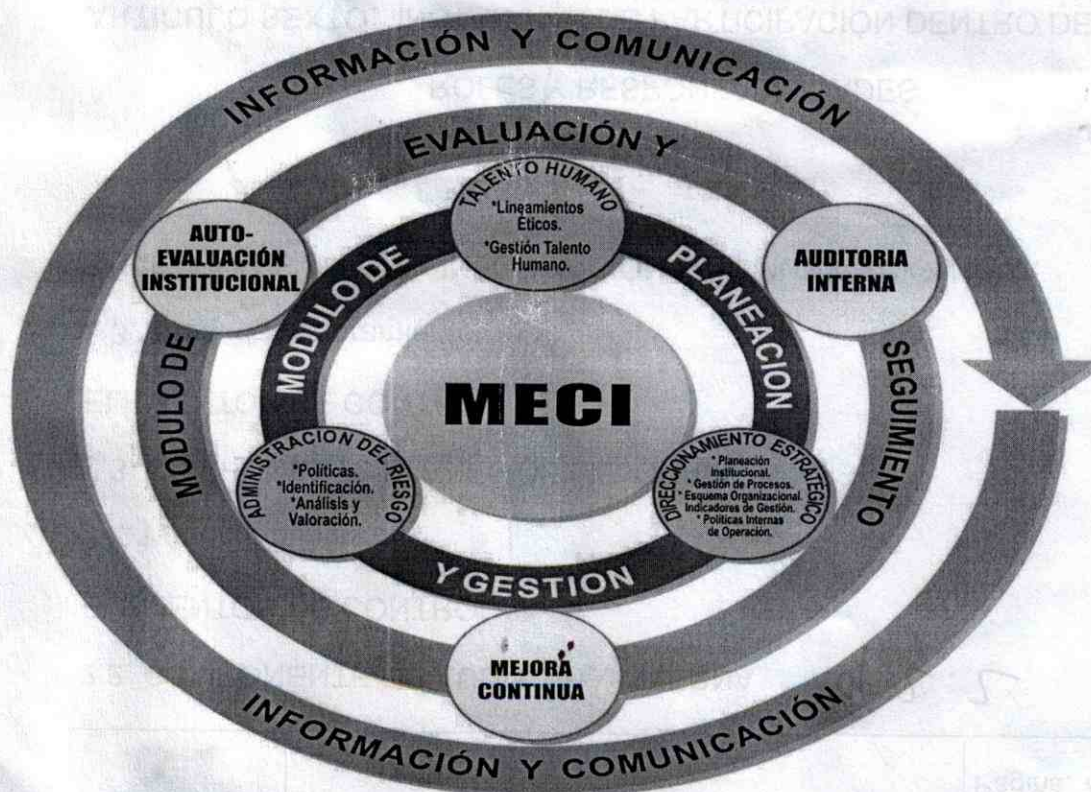 INFORMACIÓN Y COMUNICACIÓN
EVALUACIÓN Y
TALENTO HUMANO
*Lineamientos
Éticos.
*Gestión Talento
Humano.
AUTO-
EVALUACIÓN
INSTITUCIONAL
AUDITORIA
INTERNA
MODULO DE
PLANEACION
MODULO DE
SEGUIMIENTO
MECI
ADMINISTRACION DEL RIESGO
*Políticas.
*Identificación.
*Análisis y
Valoración.
DIRECCIONAMIENTO ESTRATÉGICO
* Planeación
Institucional.
* Gestión de Procesos.
* Esquema Organizacional.
Indicadores de Gestión.
* Políticas Internas
de Operación.
Y GESTION
MEJORA
CONTINUA
INFORMACIÓN Y COMUNICACIÓN